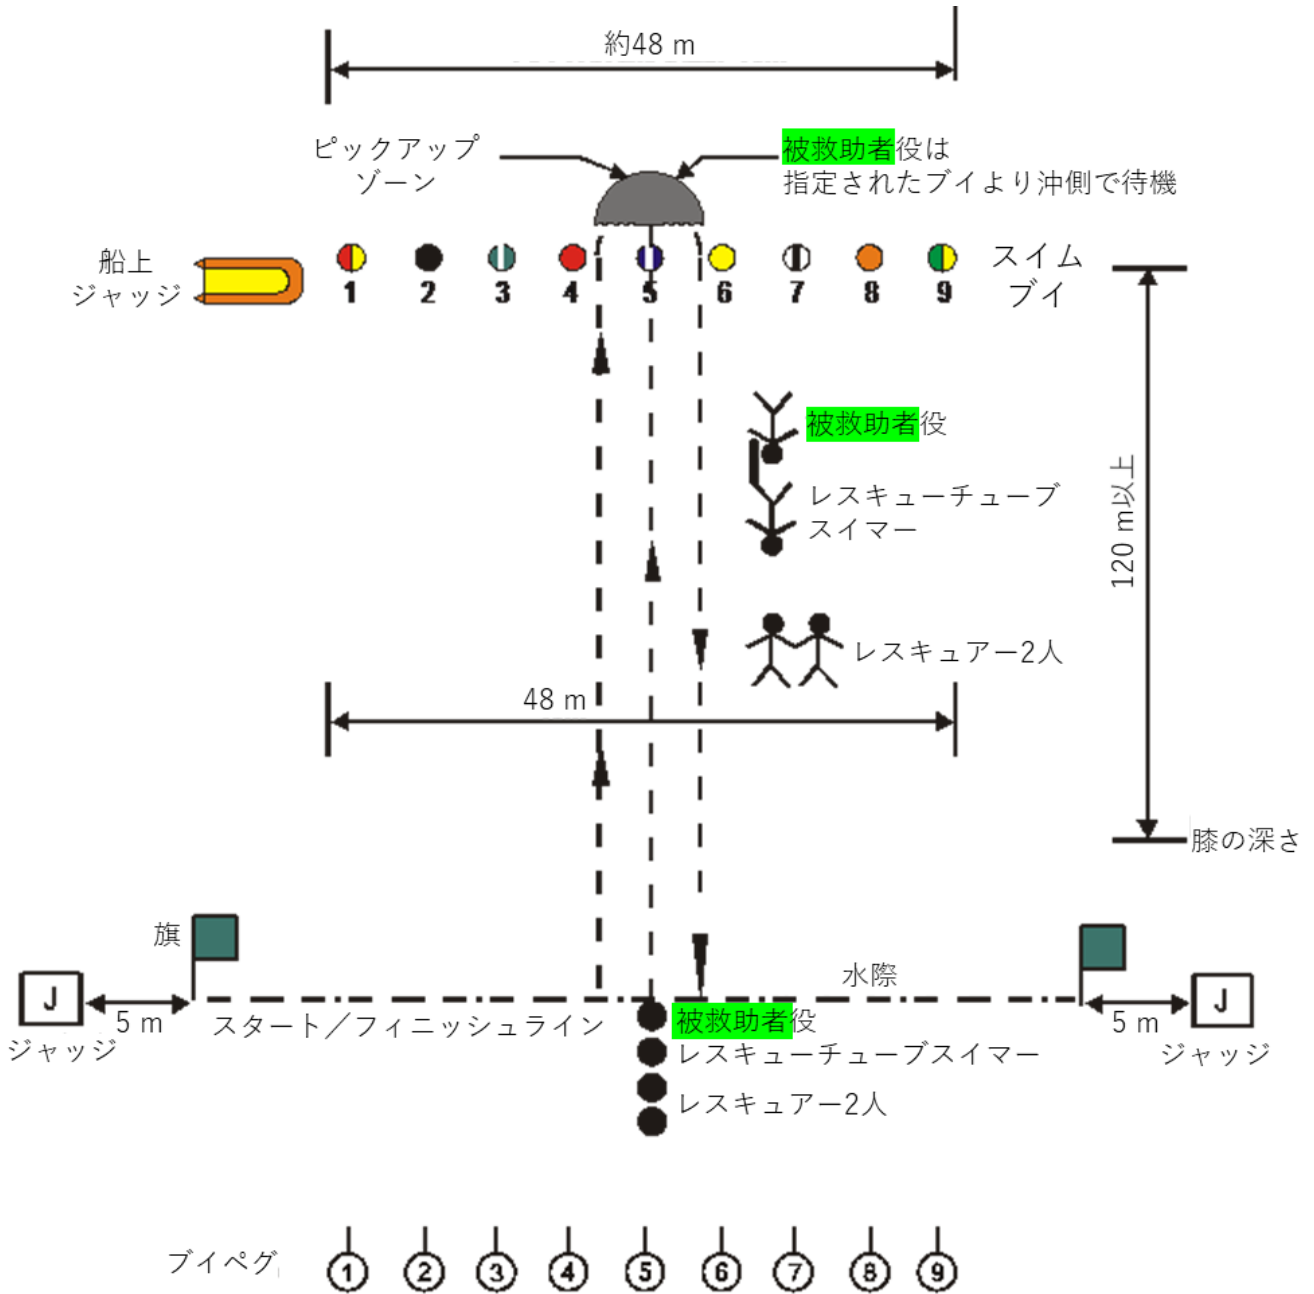 約48 m
ピックアップ
ゾーン
被救助者役は
指定されたブイより沖側で待機
船上
ジャッジ
1 2 3 4 5 6 7 8 9
スイム
ブイ
被救助者役
レスキューチューブ
スイマー
120 m以上
レスキュアー2人
48 m
膝の深さ
旗
水際
J
5 m
ジャッジ
スタート／フィニッシュライン
被救助者役
レスキューチューブスイマー
レスキュアー2人
J
5 m
ジャッジ
ブイペグ
1 2 3 4 5 6 7 8 9